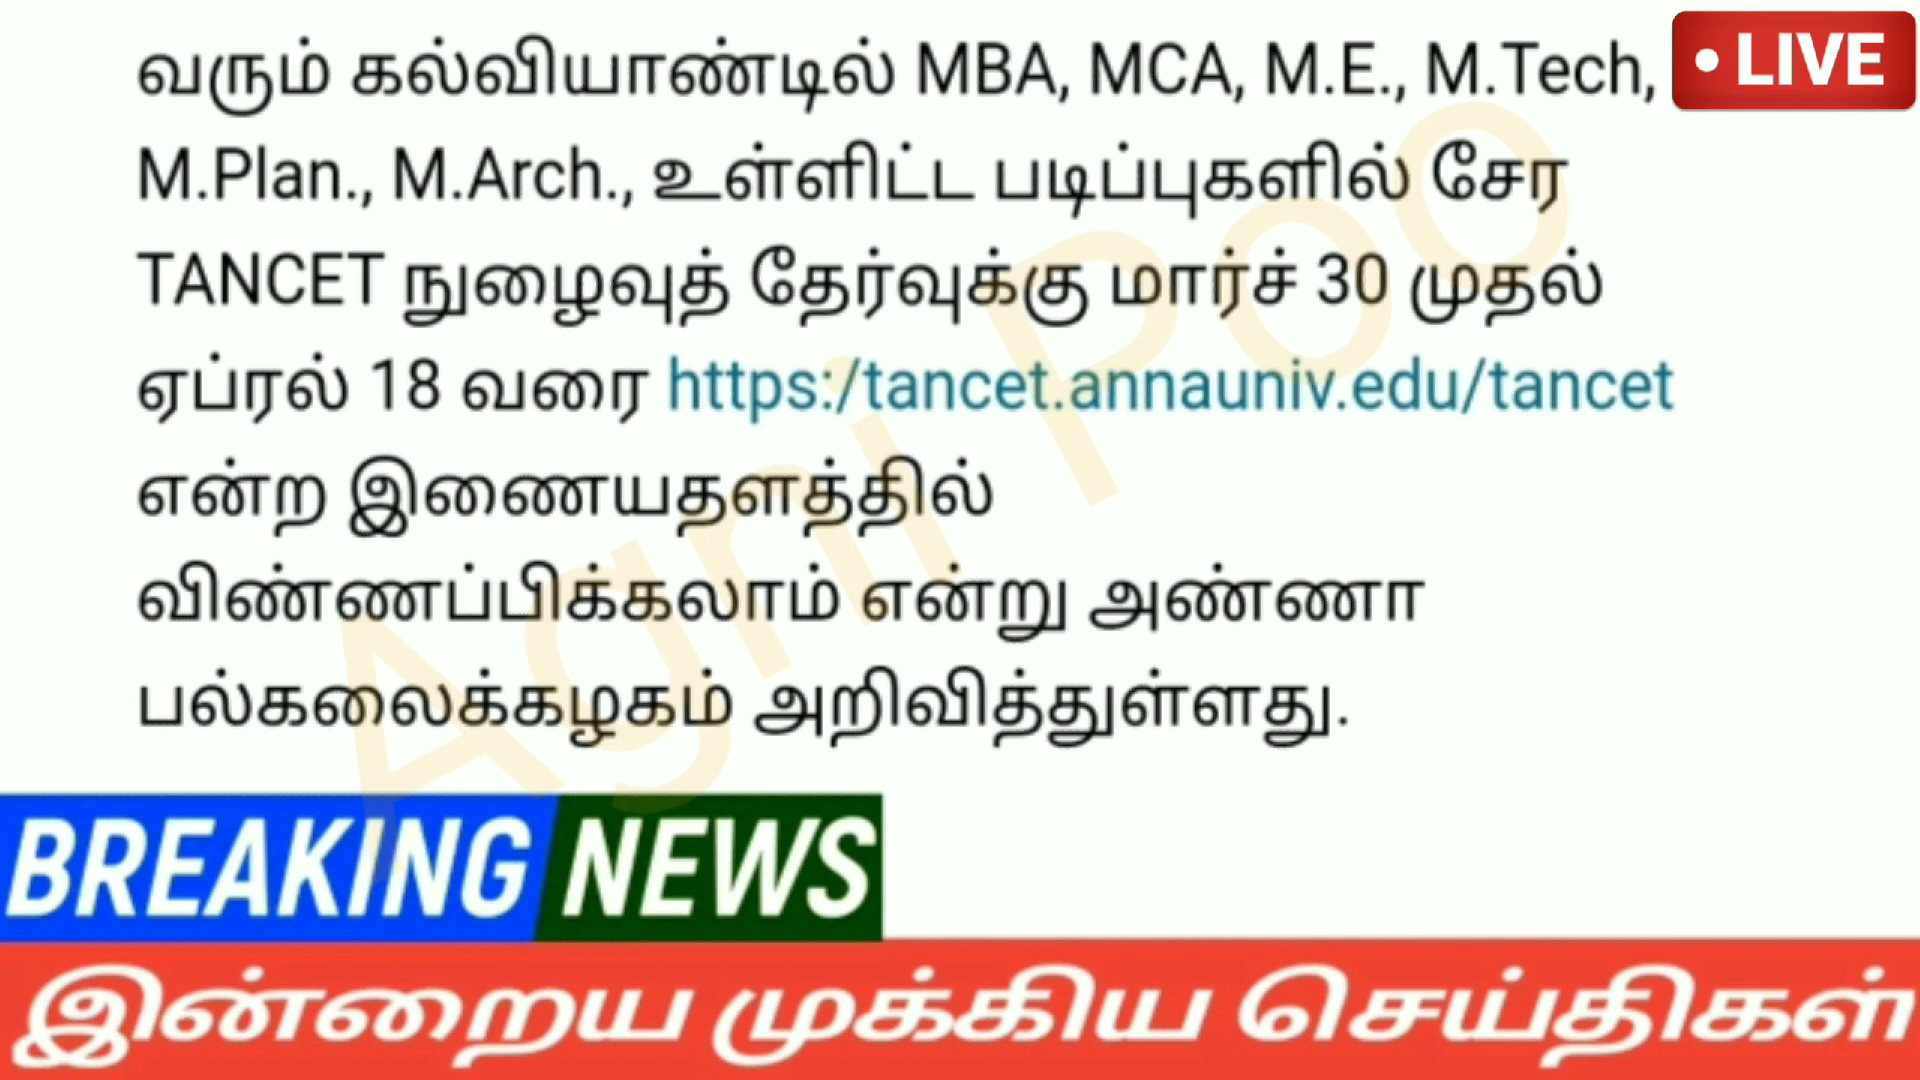 வரும் கல்வியாண்டில் MBA, MCA, M.E., M.Tech,
• LIVE
M.Plan., M.Arch., உள்ளிட்ட படிப்புகளில் சேர
TANCET நுழைவுத் தேர்வுக்கு மார்ச் 30 முதல்
ஏப்ரல் 18 வரை https:/tancet.annauniv.edu/tancet
என்ற இணையதளத்தில்
விண்ணப்பிக்கலாம் என்று அண்ணா
பல்கலைக்கழகம் அறிவித்துள்ளது.
Agni Poo
BREAKING NEWS
இன்றைய முக்கிய செய்திகள்